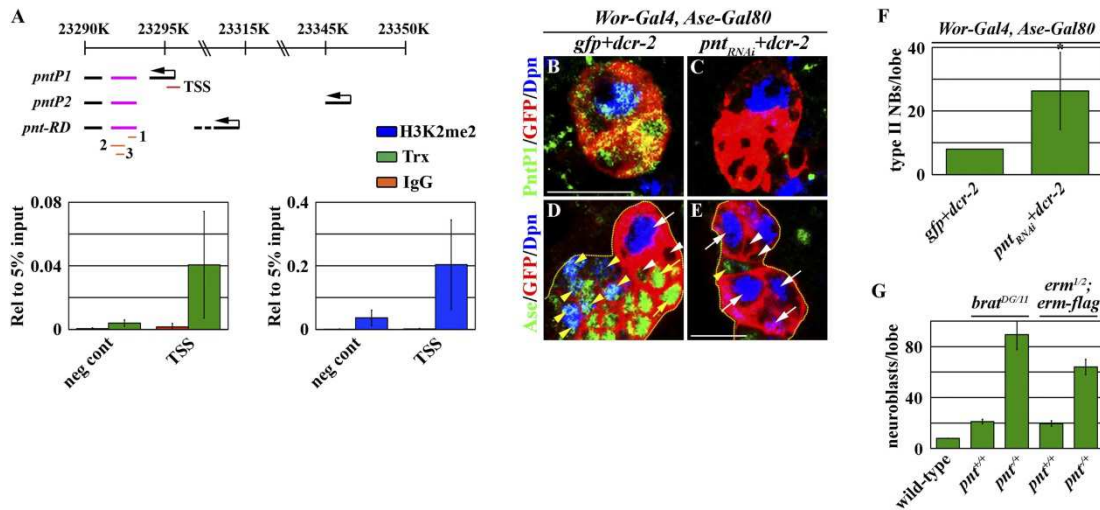 A
23290K 23295K 23315K 23345K 23350K
pntP1
TSS
pntP2
pnt-RD
1
2
3
H3K2me2
Trx
IgG
Rel to 5% input
0.08
0.04
0
neg cont
TSS
Rel to 5% input
0.4
0.2
0
neg cont
TSS
Wor-Gal4, Ase-Gal80
gfp+dcr-2
pntRNAi+dcr-2
PntP1/GFP/Dpn
B
C
Ase/GFP/Dpn
D
E
F
Wor-Gal4, Ase-Gal80
type II NBs/lobe
40
20
0
*
gfp+dcr-2
pntRNAi+dcr-2
G
bratDG/11
erm1/2;
erm-flag
neuroblasts/lobe
80
60
40
20
0
wild-type
pnt+/+
pnt-/+
pnt+/+
pnt-/+